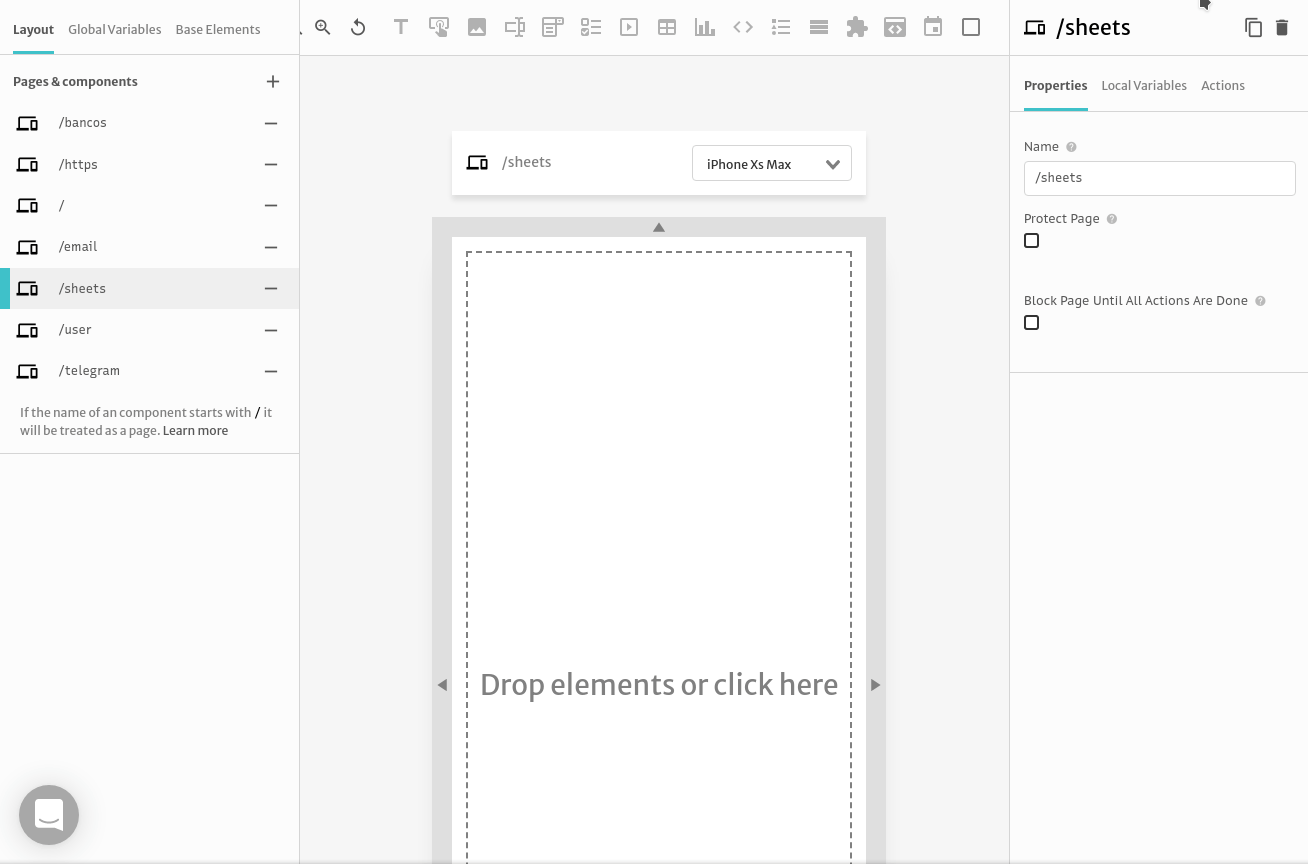 Layout Global Variables Base Elements
Pages & components
/bancos
/https
/
/email
/sheets
/user
/telegram
If the name of an component starts with / it
will be treated as a page. Learn more
/sheets
iPhone Xs Max
Drop elements or click here
/sheets
Properties Local Variables Actions
Name
/sheets
Protect Page
Block Page Until All Actions Are Done